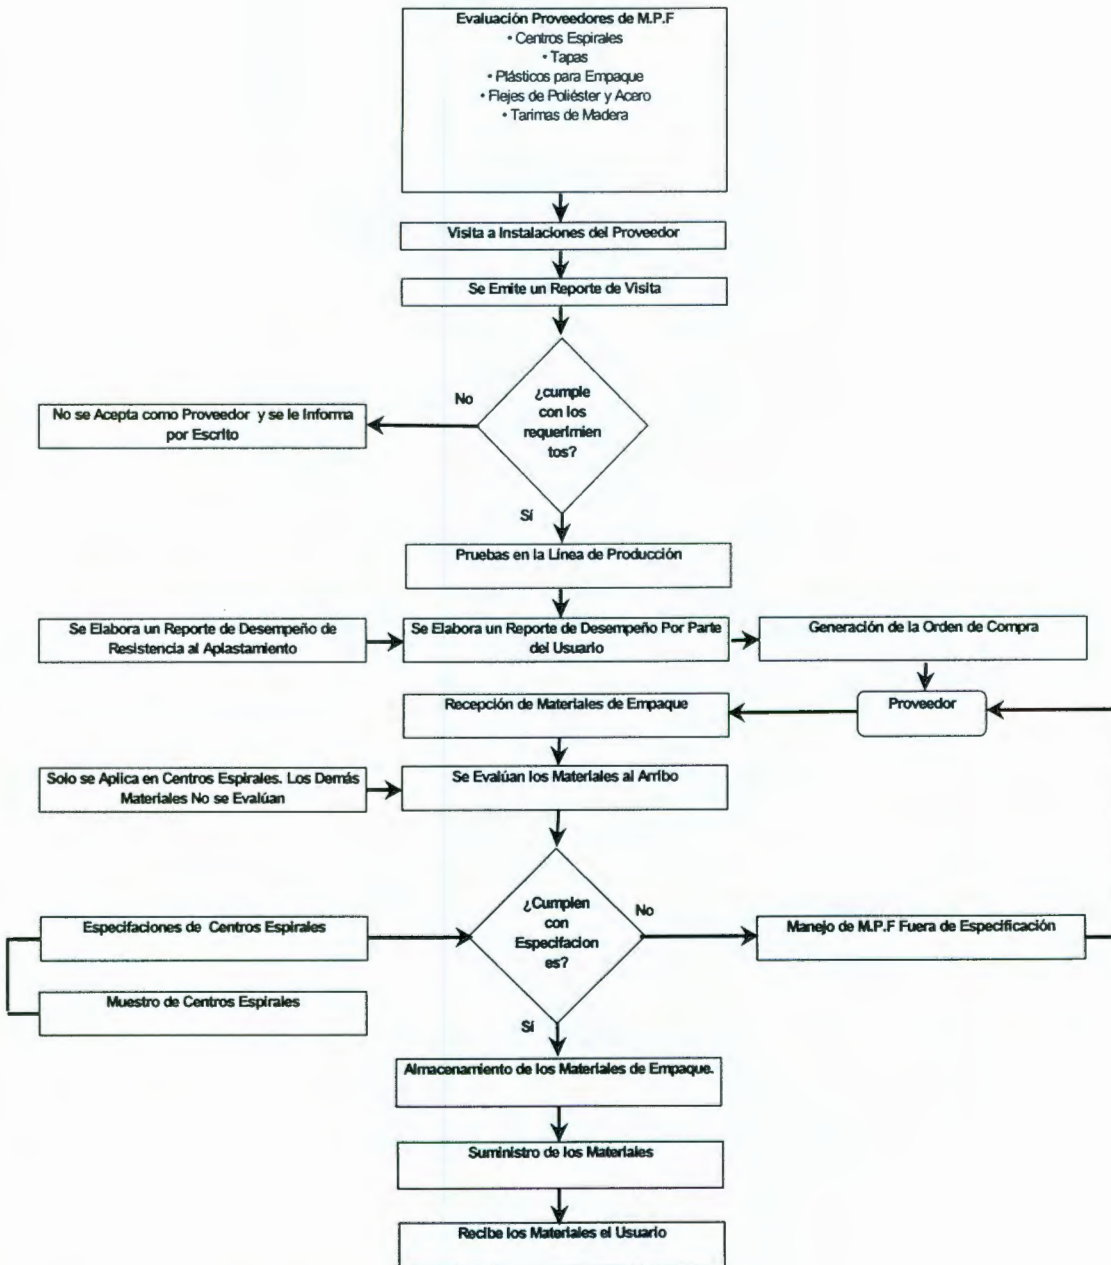 Evaluación Proveedores de M.P.F
• Centros Espirales
• Tapas
• Plásticos para Empaque
• Flejes de Poliéster y Acero
• Tarimas de Madera
Visita a Instalaciones del Proveedor
Se Emite un Reporte de Visita
¿cumple
con los
requerimien
tos?
No
No se Acepta como Proveedor y se le Informa
por Escrito
Sí
Pruebas en la Línea de Producción
Se Elabora un Reporte de Desempeño de
Resistencia al Aplastamiento
Se Elabora un Reporte de Desempeño Por Parte
del Usuario
Generación de la Orden de Compra
Proveedor
Recepción de Materiales de Empaque
Solo se Aplica en Centros Espirales. Los Demás
Materiales No se Evalúan
Se Evalúan los Materiales al Arribo
¿Cumplen
con
Especifacion
es?
No
Manejo de M.P.F Fuera de Especificación
Especifaciones de Centros Espirales
Muestro de Centros Espirales
Sí
Almacenamiento de los Materiales de Empaque.
Suministro de los Materiales
Recibe los Materiales el Usuario